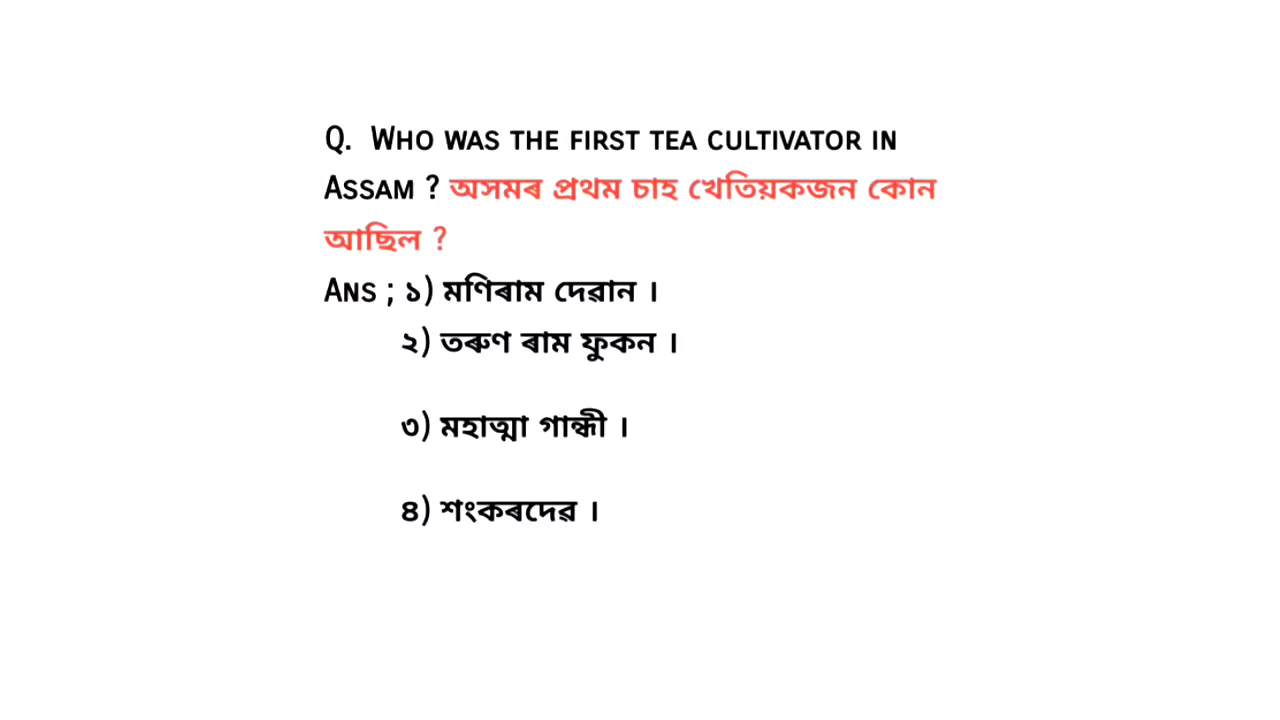 Q. Who was the first tea cultivator in
Assam ? অসমৰ প্ৰথম চাহ খেতিয়কজন কোন
আছিল ?
Ans ; ১) মণিৰাম দেৱান ।
২) তৰুণ ৰাম ফুকন ।
৩) মহাত্মা গান্ধী ।
৪) শংকৰদেৱ ।